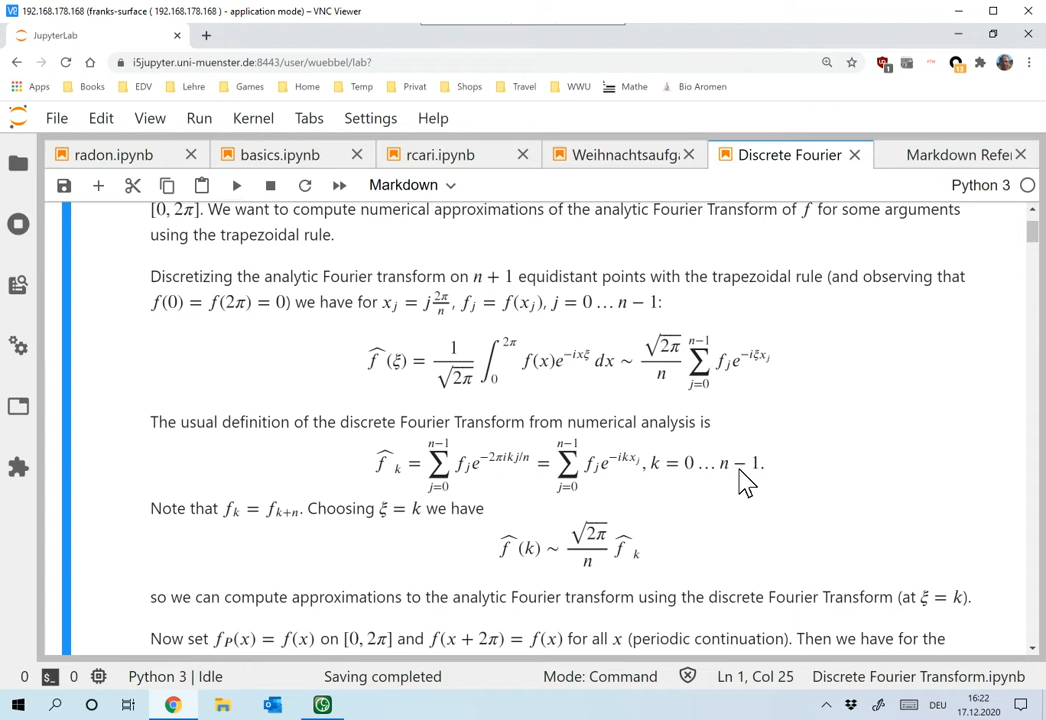 192.168.178.168 (franks-surface ( 192.168.178.168 ) - application mode) - VNC Viewer
JupyterLab
i5jupyter.uni-muenster.de:8443/user/wuebbel/lab?
Apps Books EDV Lehre Games Home Temp Privat Shops Travel WWU Mathe Bio Aromen
File Edit View Run Kernel Tabs Settings Help
radon.ipynb basics.ipynb rcari.ipynb Weihnachtsaufg Discrete Fourier Markdown Refe
Markdown Python 3
[0, 2π]. We want to compute numerical approximations of the analytic Fourier Transform of f for some arguments
using the trapezoidal rule.
Discretizing the analytic Fourier transform on n + 1 equidistant points with the trapezoidal rule (and observing that
f(0) = f(2π) = 0) we have for x_j = j 2π/n, f_j = f(x_j), j = 0 … n − 1:
f̂(ξ) = 1/√2π ∫_0^2π f(x)e^{−ixξ} dx ∼ √2π/n ∑_{j=0}^{n−1} f_j e^{−iξx_j}
The usual definition of the discrete Fourier Transform from numerical analysis is
f̂_k = ∑_{j=0}^{n−1} f_j e^{−2πikj/n} = ∑_{j=0}^{n−1} f_j e^{−ikx_j}, k = 0 … n − 1.
Note that f_k = f_{k+n}. Choosing ξ = k we have
f̂(k) ∼ √2π/n f̂_k
so we can compute approximations to the analytic Fourier transform using the discrete Fourier Transform (at ξ = k).
Now set f_P(x) = f(x) on [0, 2π] and f(x + 2π) = f(x) for all x (periodic continuation). Then we have for the
0 0 Python 3 | Idle Saving completed Mode: Command Ln 1, Col 25 Discrete Fourier Transform.ipynb
DEU 16:22
17.12.2020